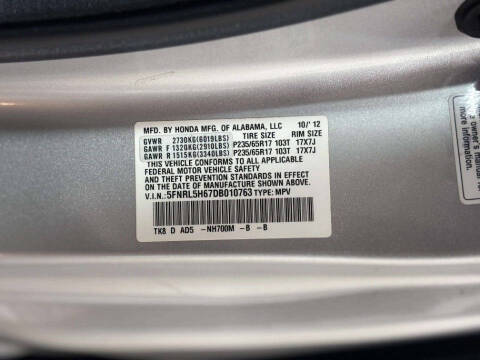 MFD. BY HONDA MFG. OF ALABAMA, LLC 10/'12
GVWR 2730KG(6019LBS) TIRE SIZE RIM SIZE
GAWR F 1320KG(2910LBS) P235/65R17 103T 17X7J
GAWR R 1515KG(3340LBS) P235/65R17 103T 17X7J
THIS VEHICLE CONFORMS TO ALL APPLICABLE
FEDERAL MOTOR VEHICLE SAFETY, BUMPER
AND THEFT PREVENTION STANDARDS IN EFFECT
ON THE DATE OF MANUFACTURE SHOWN ABOVE.
V.I.N.:5FNRL5H67DB010763 TYPE: MPV
TK8 D AD5 -NH700M -B -B
owner's
manual